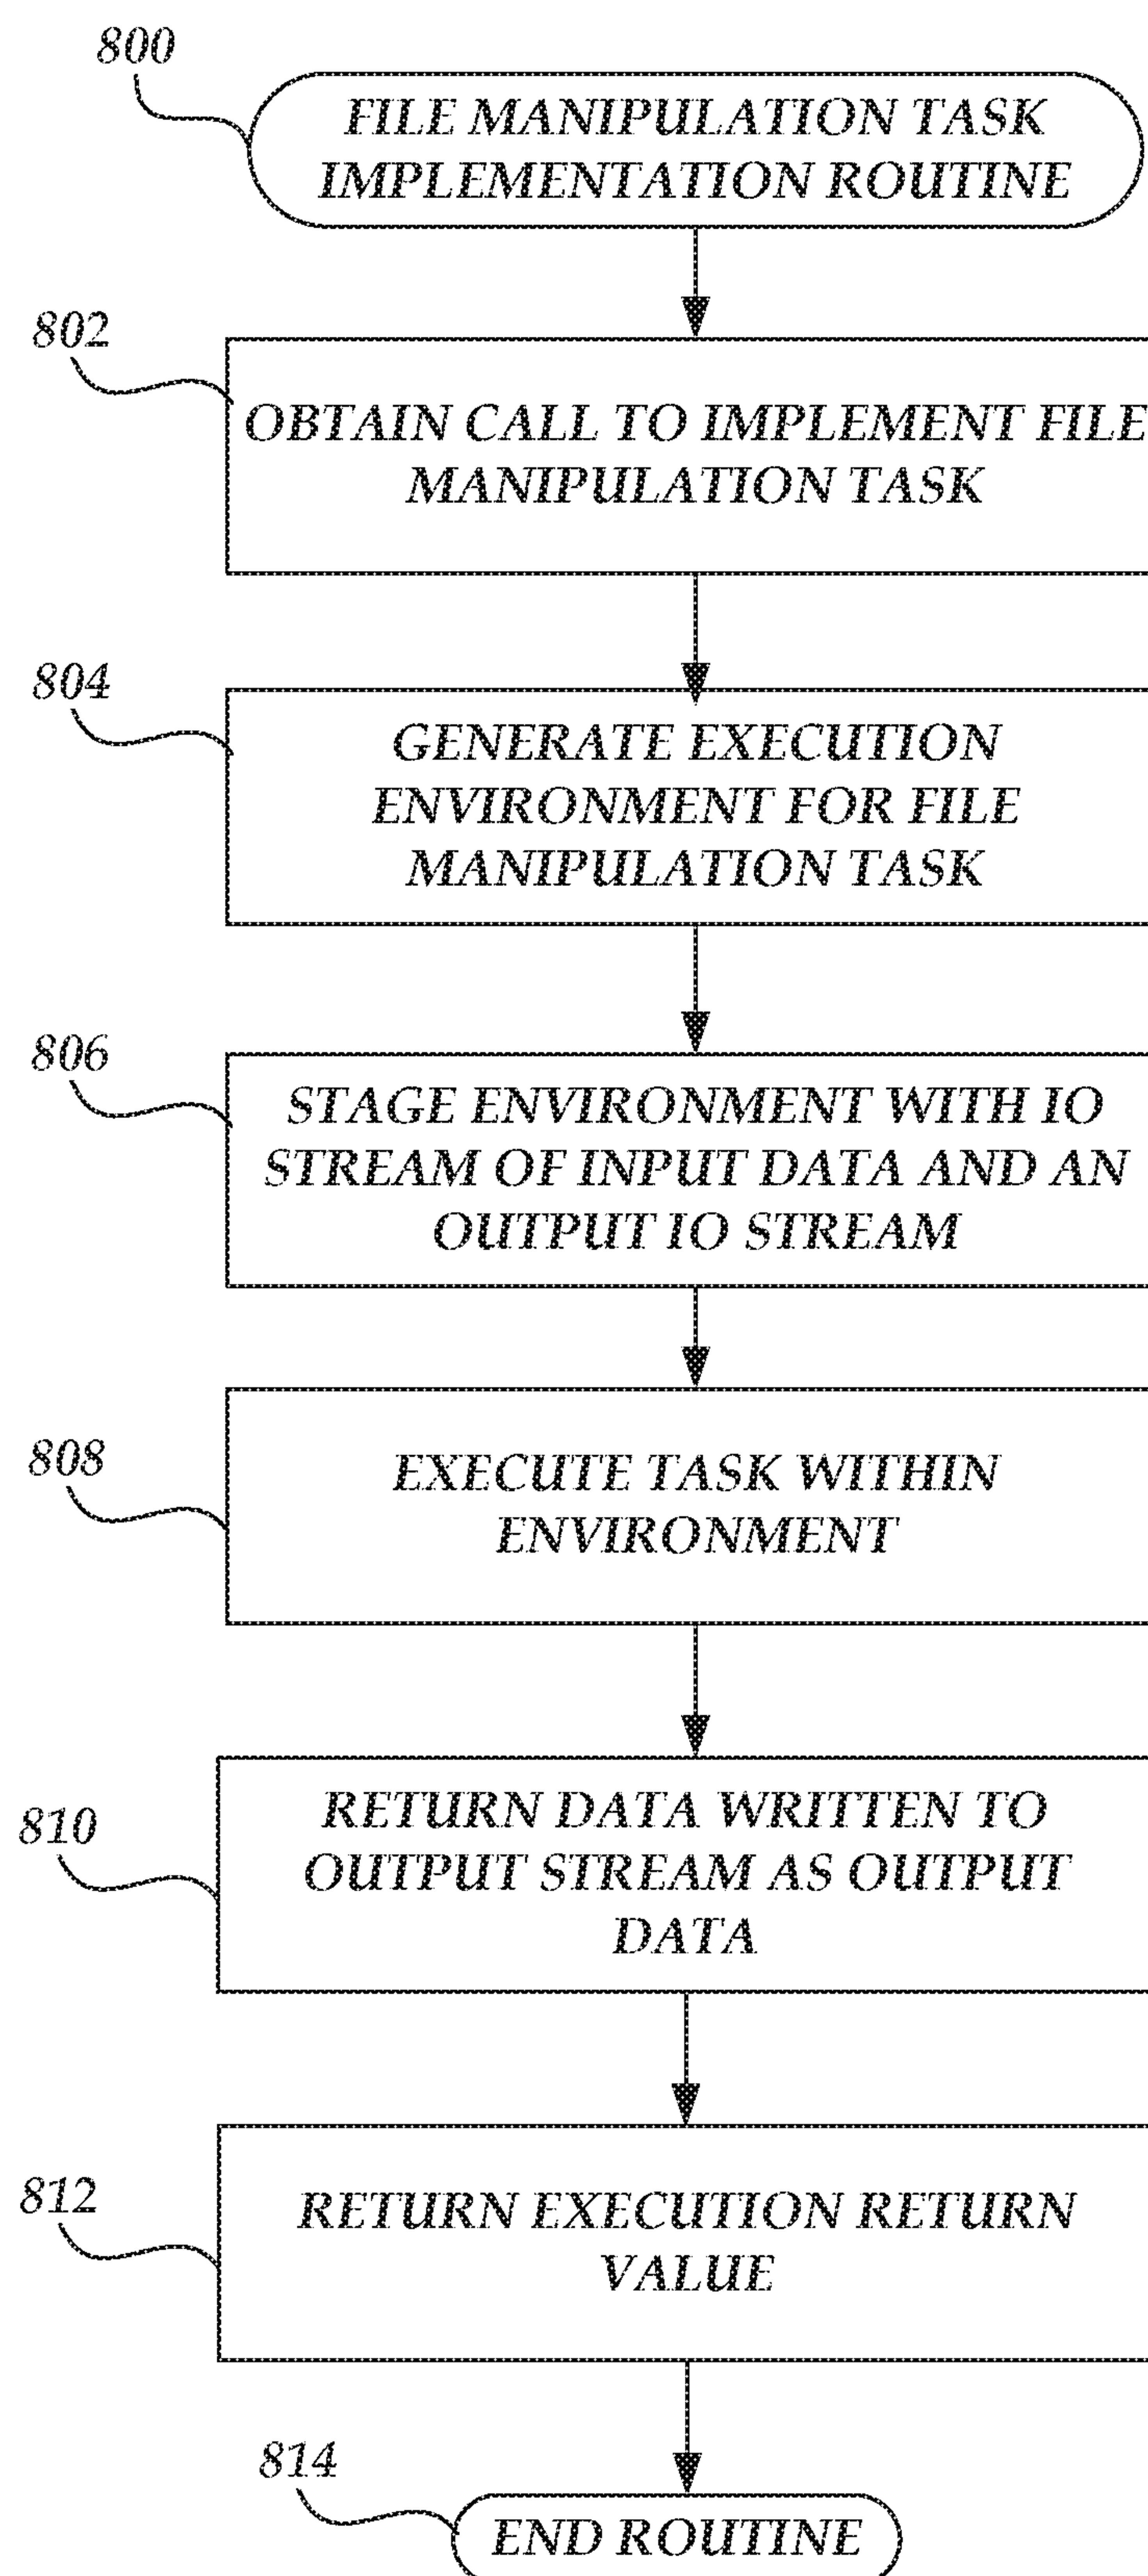 800
FILE MANIPULATION TASK
IMPLEMENTATION ROUTINE
802
OBTAIN CALL TO IMPLEMENT FILE
MANIPULATION TASK
804
GENERATE EXECUTION
ENVIRONMENT FOR FILE
MANIPULATION TASK
806
STAGE ENVIRONMENT WITH IO
STREAM OF INPUT DATA AND AN
OUTPUT IO STREAM
808
EXECUTE TASK WITHIN
ENVIRONMENT
810
RETURN DATA WRITTEN TO
OUTPUT STREAM AS OUTPUT
DATA
812
RETURN EXECUTION RETURN
VALUE
814
END ROUTINE